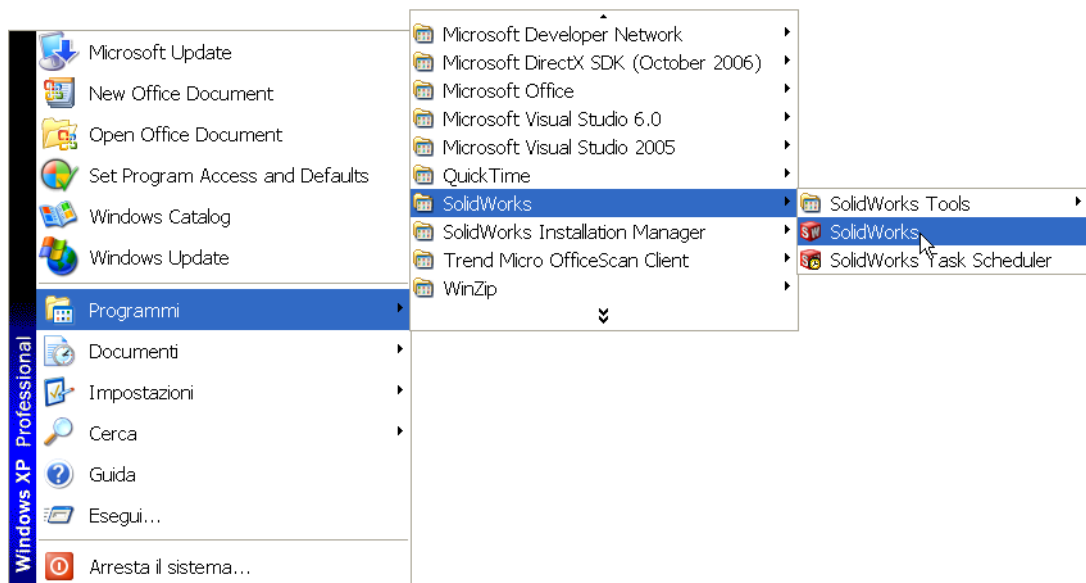 Microsoft Update
New Office Document
Open Office Document
Set Program Access and Defaults
Windows Catalog
Windows Update
Programmi
Documenti
Impostazioni
Cerca
Guida
Esegui...
Arresta il sistema...
Windows XP Professional
Microsoft Developer Network
Microsoft DirectX SDK (October 2006)
Microsoft Office
Microsoft Visual Studio 6.0
Microsoft Visual Studio 2005
QuickTime
SolidWorks
SolidWorks Installation Manager
Trend Micro OfficeScan Client
WinZip
SolidWorks Tools
SolidWorks
SolidWorks Task Scheduler